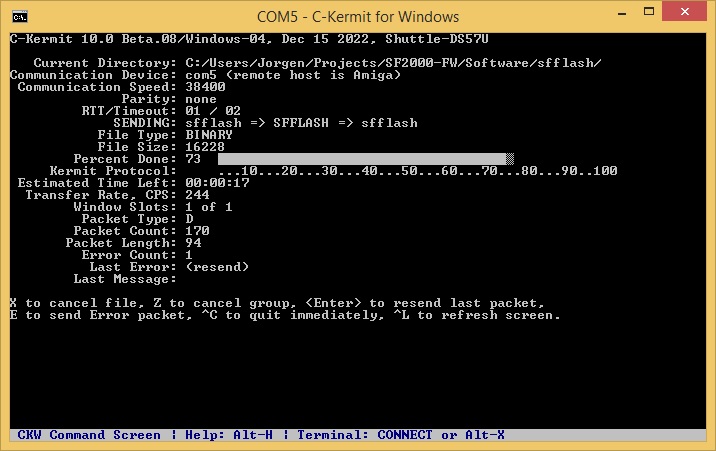 COM5 - C-Kermit for Windows
C-Kermit 10.0 Beta.08/Windows-04, Dec 15 2022, Shuttle-DS57U
Current Directory: C:/Users/Jorgen/Projects/SF2000-FW/Software/sfflash/
Communication Device: com5 (remote host is Amiga)
Communication Speed: 38400
Parity: none
RTT/Timeout: 01 / 02
SENDING: sfflash => SFFLASH => sfflash
File Type: BINARY
File Size: 16228
Percent Done: 73
Kermit Protocol: ...10...20...30...40...50...60...70...80...90..100
Estimated Time Left: 00:00:17
Transfer Rate, CPS: 244
Window Slots: 1 of 1
Packet Type: D
Packet Count: 170
Packet Length: 94
Error Count: 1
Last Error: (resend)
Last Message:
X to cancel file, Z to cancel group, <Enter> to resend last packet,
E to send Error packet, ^C to quit immediately, ^L to refresh screen.
CKW Command Screen ¦ Help: Alt-H ¦ Terminal: CONNECT or Alt-X